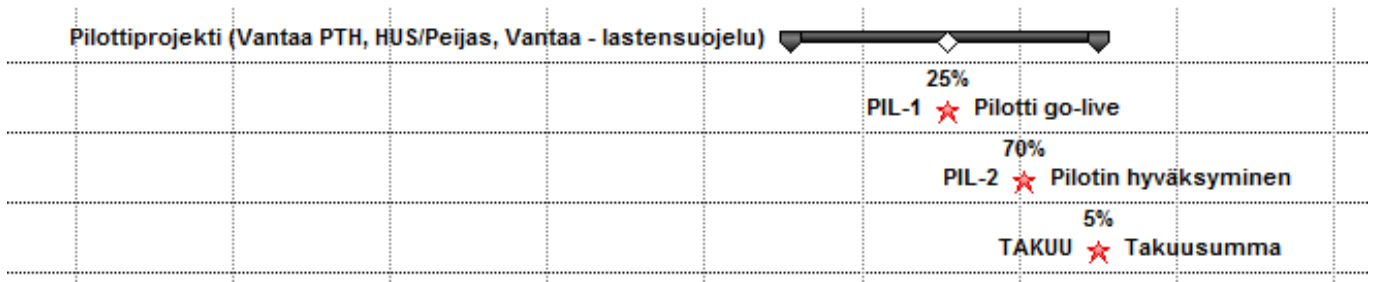 Pilottiprojekti (Vantaa PTH, HUS/Peijas, Vantaa - lastensuojelu)
25%
PIL-1 Pilotti go-live
70%
PIL-2 Pilotin hyväksyminen
5%
TAKUU Takuusumma